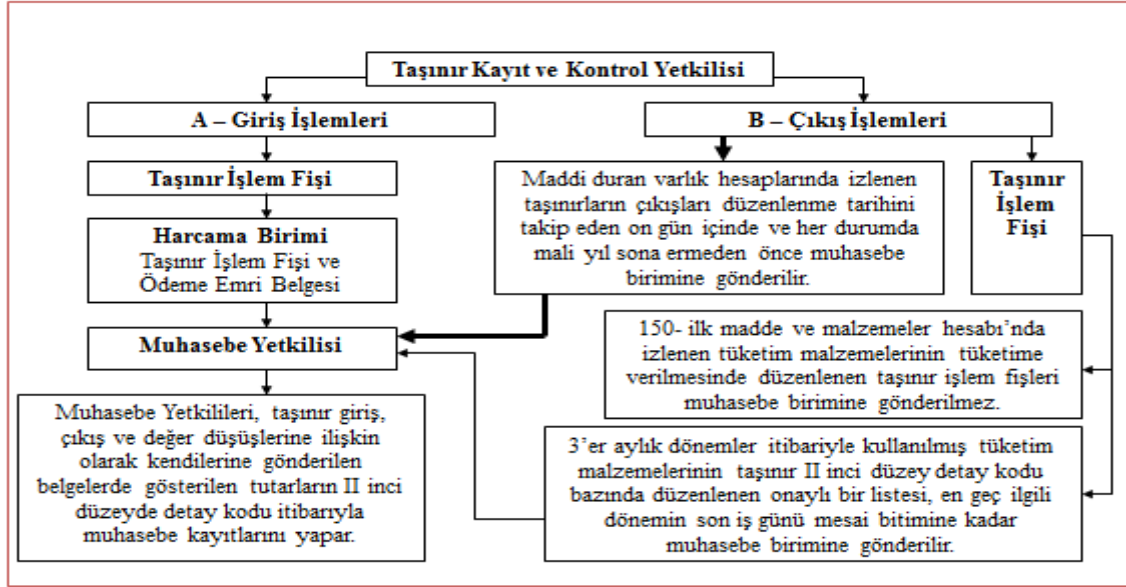 Taşınır Kayıt ve Kontrol Yetkilisi
A – Giriş İşlemleri
B – Çıkış İşlemleri
Taşınır İşlem Fişi
Harcama Birimi
Taşınır İşlem Fişi ve
Ödeme Emri Belgesi
Muhasebe Yetkilisi
Muhasebe Yetkilileri, taşınır giriş,
çıkış ve değer düşüşlerine ilişkin
olarak kendilerine gönderilen
belgelerde gösterilen tutarların II inci
düzeyde detay kodu itibarıyla
muhasebe kayıtlarını yapar.
Maddi duran varlık hesaplarında izlenen
taşınırların çıkışları düzenlenme tarihini
takip eden on gün içinde ve her durumda
mali yıl sona ermeden önce muhasebe
birimine gönderilir.
Taşınır
İşlem
Fişi
150- ilk madde ve malzemeler hesabı’nda
izlenen tüketim malzemelerinin tüketime
verilmesinde düzenlenen taşınır işlem fişleri
muhasebe birimine gönderilmez.
3’er aylık dönemler itibariyle kullanılmış tüketim
malzemelerinin taşınır II inci düzey detay kodu
bazında düzenlenen onaylı bir listesi, en geç ilgili
dönemin son iş günü mesai bitimine kadar
muhasebe birimine gönderilir.